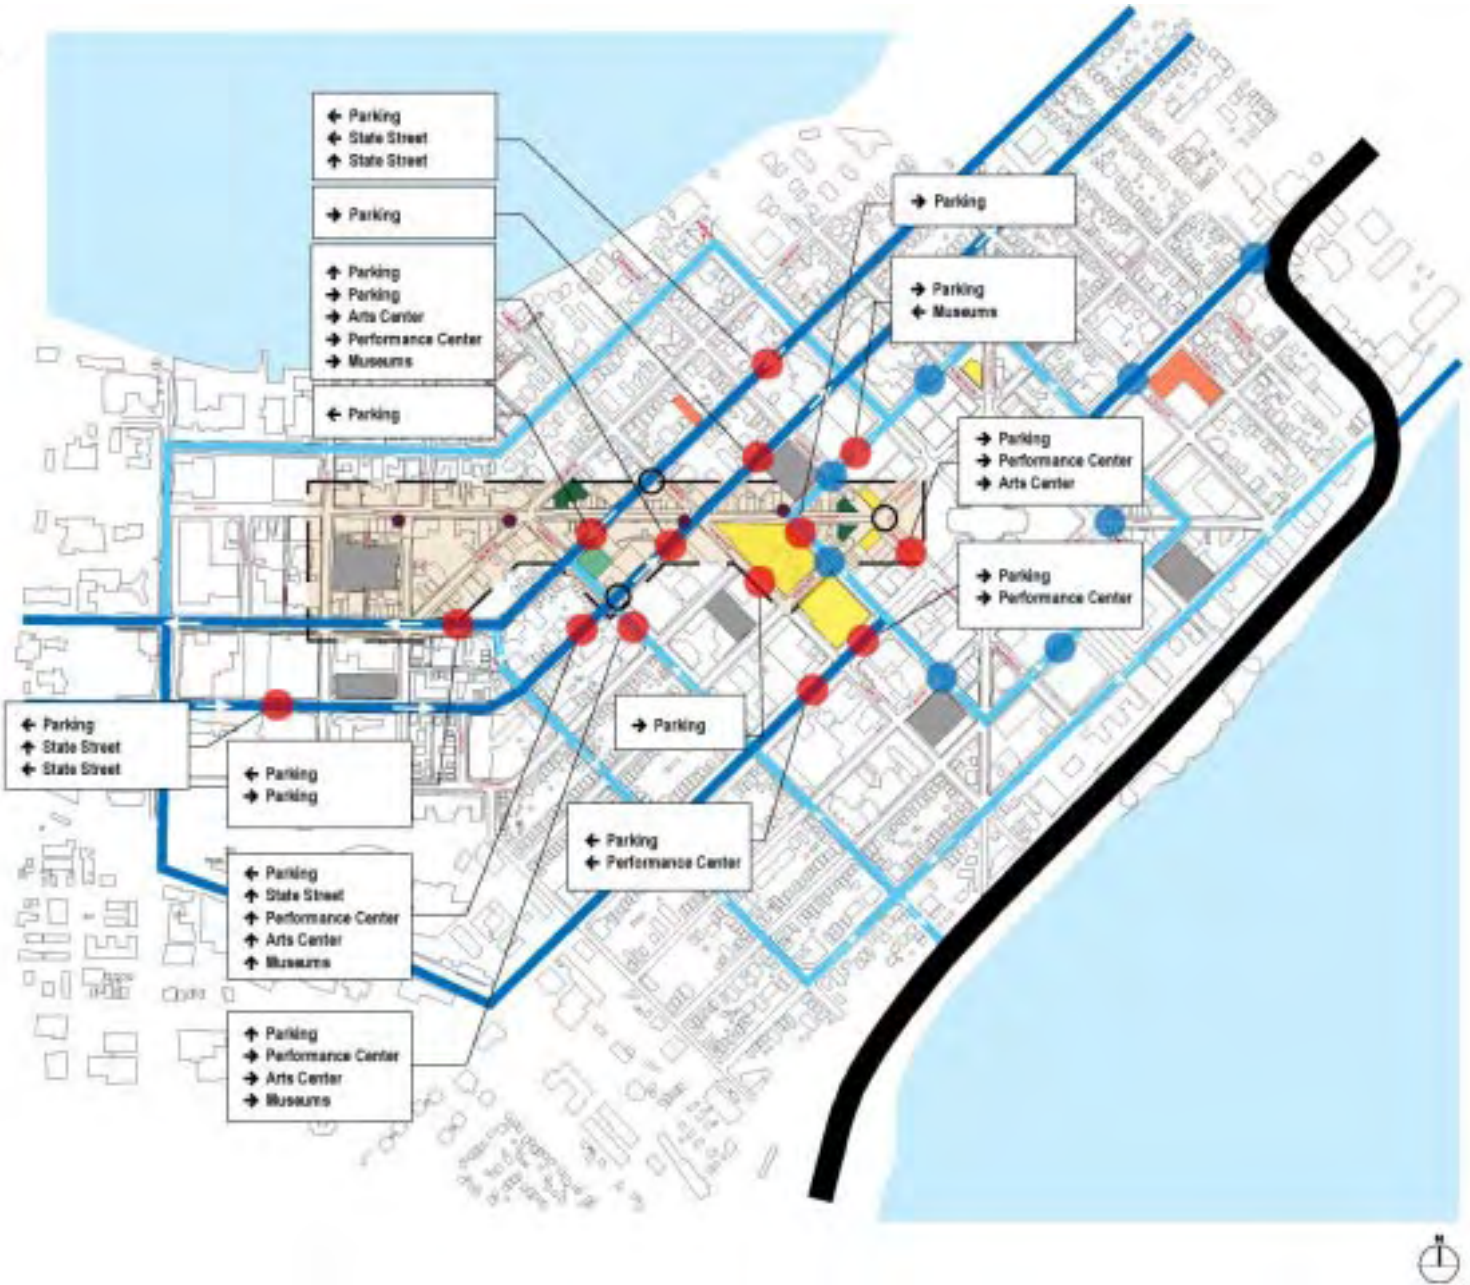 ← Parking
← State Street
↑ State Street
→ Parking
↑ Parking
→ Parking
→ Arts Center
→ Performance Center
→ Museums
← Parking
→ Parking
→ Parking
← Museums
→ Parking
→ Performance Center
→ Arts Center
→ Parking
→ Performance Center
← Parking
↑ State Street
← State Street
← Parking
→ Parking
→ Parking
← Parking
← Performance Center
← Parking
↑ State Street
↑ Performance Center
↑ Arts Center
↑ Museums
↑ Parking
→ Performance Center
→ Arts Center
→ Museums
N